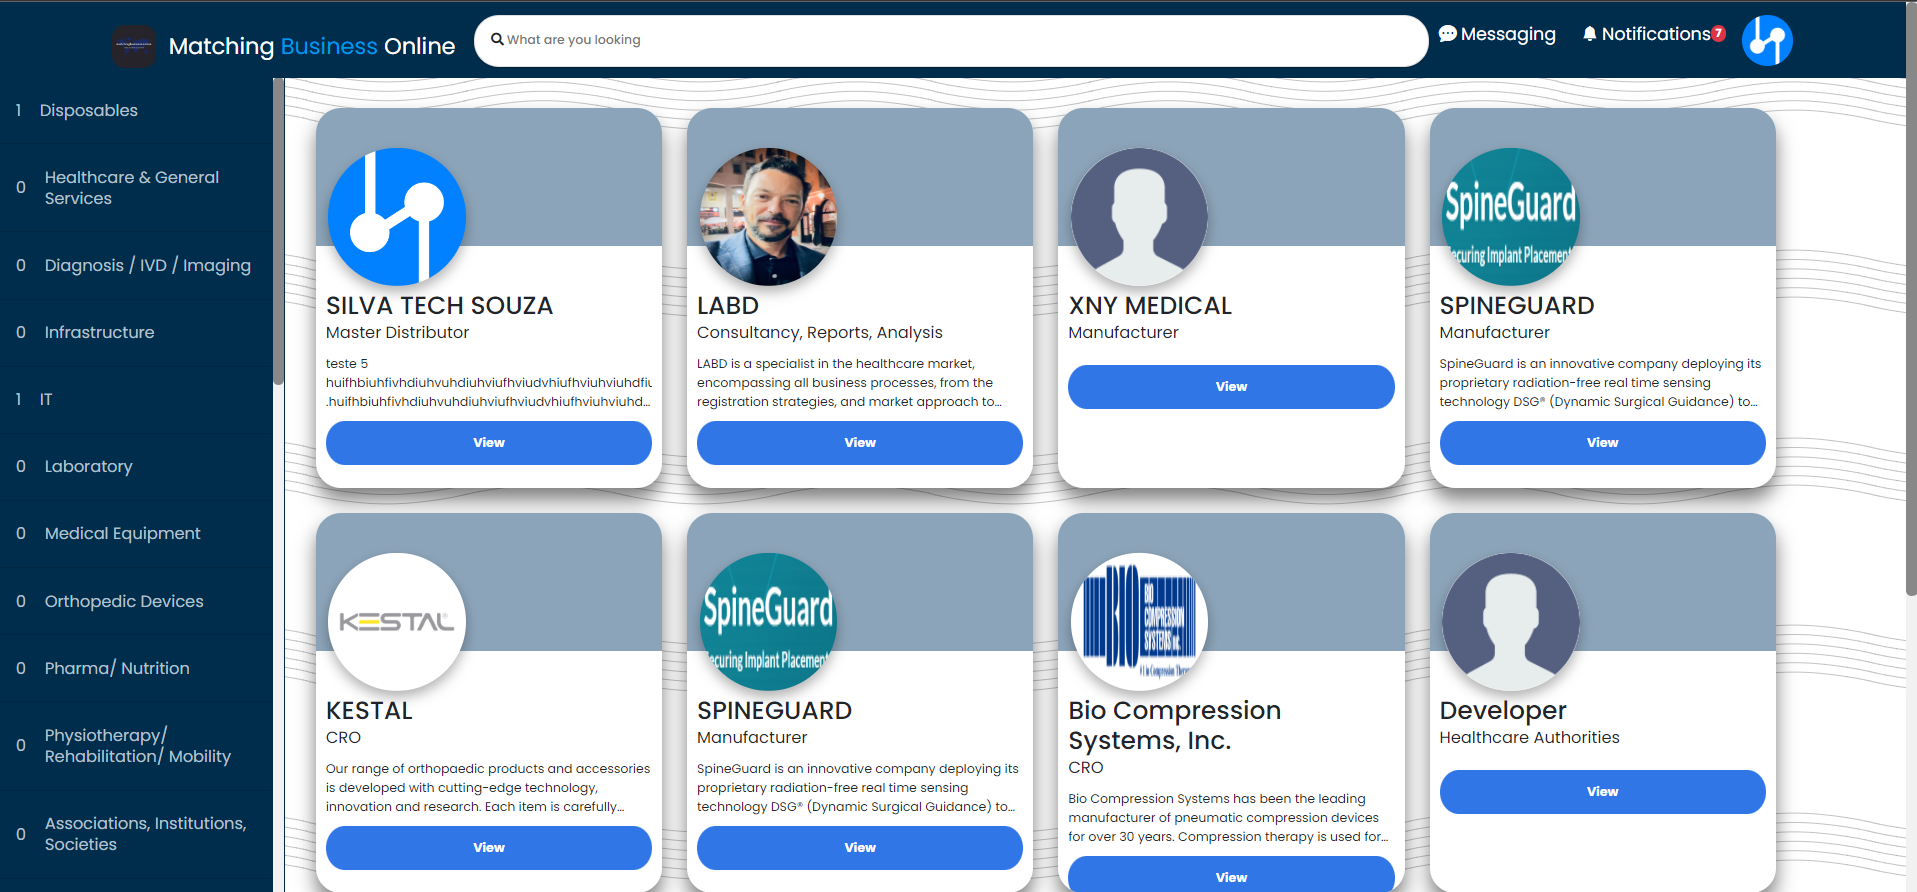 Matching Business Online
What are you looking
Messaging
Notifications 7
1 Disposables
0 Healthcare & General
Services
0 Diagnosis / IVD / Imaging
0 Infrastructure
1 IT
0 Laboratory
0 Medical Equipment
0 Orthopedic Devices
0 Pharma/ Nutrition
0 Physiotherapy/
Rehabilitation/ Mobility
0 Associations, Institutions,
Societies
SILVA TECH SOUZA
Master Distributor
teste 5
View
LABD
Consultancy, Reports, Analysis
LABD is a specialist in the healthcare market,
encompassing all business processes, from the
registration strategies, and market approach to...
View
XNY MEDICAL
Manufacturer
View
SpineGuard
ecuring Implant Placement
SPINEGUARD
Manufacturer
SpineGuard is an innovative company deploying its
proprietary radiation-free real time sensing
technology DSG® (Dynamic Surgical Guidance) to...
View
KESTAL
KESTAL
CRO
Our range of orthopaedic products and accessories
is developed with cutting-edge technology,
innovation and research. Each item is carefully...
View
SpineGuard
ecuring Implant Placement
SPINEGUARD
Manufacturer
SpineGuard is an innovative company deploying its
proprietary radiation-free real time sensing
technology DSG® (Dynamic Surgical Guidance) to...
View
BIO
BIO
COMPRESSION
SYSTEMS inc.
Bio Compression
Systems, Inc.
CRO
Bio Compression Systems has been the leading
manufacturer of pneumatic compression devices
for over 30 years. Compression therapy is used for...
View
Developer
Healthcare Authorities
View